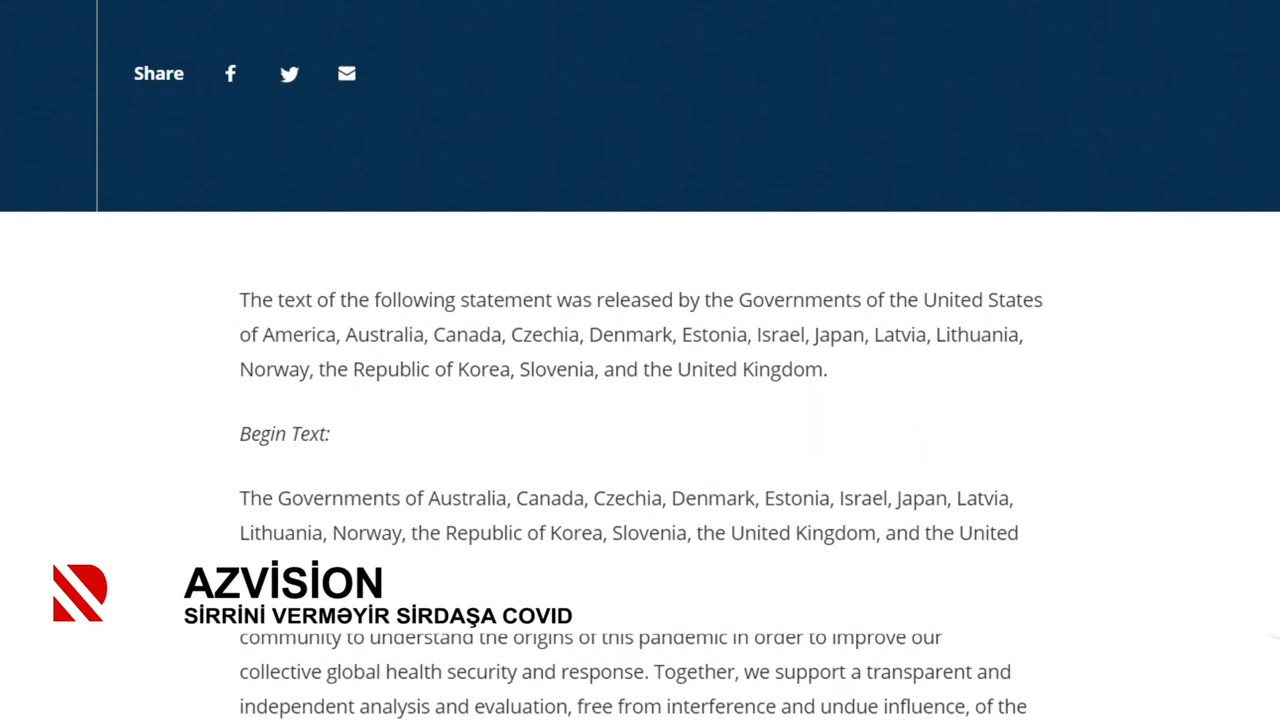 Share
The text of the following statement was released by the Governments of the United States
of America, Australia, Canada, Czechia, Denmark, Estonia, Israel, Japan, Latvia, Lithuania,
Norway, the Republic of Korea, Slovenia, and the United Kingdom.
Begin Text:
The Governments of Australia, Canada, Czechia, Denmark, Estonia, Israel, Japan, Latvia,
Lithuania, Norway, the Republic of Korea, Slovenia, the United Kingdom, and the United
AZVİSİON
SİRRİNİ VERMƏYİR SİRDAŞA COVID
community to understand the origins of this pandemic in order to improve our
collective global health security and response. Together, we support a transparent and
independent analysis and evaluation, free from interference and undue influence, of the